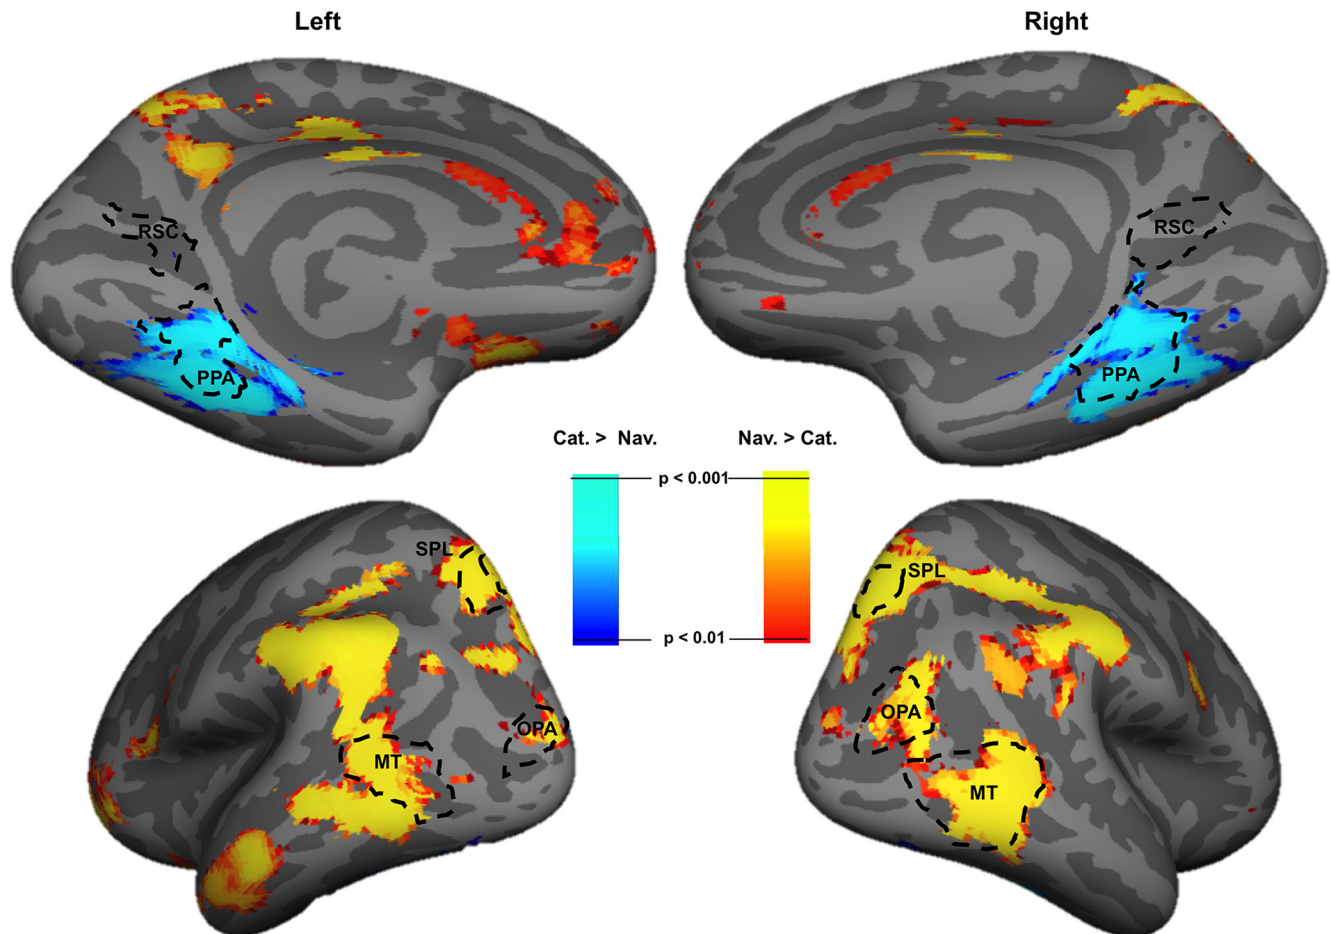 Left
Right
RSC
RSC
PPA
PPA
Cat. > Nav.
Nav. > Cat.
p < 0.001
p < 0.01
SPL
SPL
OPA
OPA
MT
MT